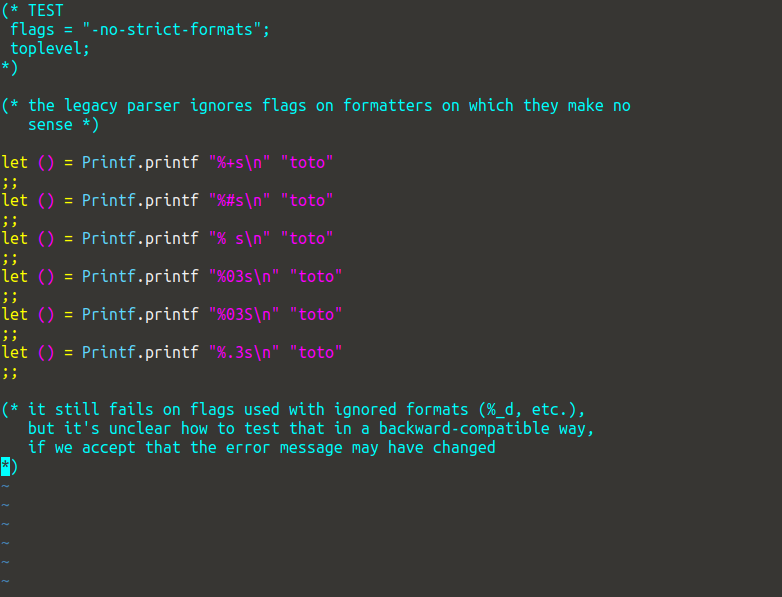 (* TEST
 flags = "-no-strict-formats";
 toplevel;
*)

(* the legacy parser ignores flags on formatters on which they make no
   sense *)

let () = Printf.printf "%+s\n" "toto"
;;
let () = Printf.printf "%#s\n" "toto"
;;
let () = Printf.printf "% s\n" "toto"
;;
let () = Printf.printf "%03s\n" "toto"
;;
let () = Printf.printf "%03S\n" "toto"
;;
let () = Printf.printf "%.3s\n" "toto"
;;

(* it still fails on flags used with ignored formats (%_d, etc.),
   but it's unclear how to test that in a backward-compatible way,
   if we accept that the error message may have changed
*)
~
~
~
~
~
~